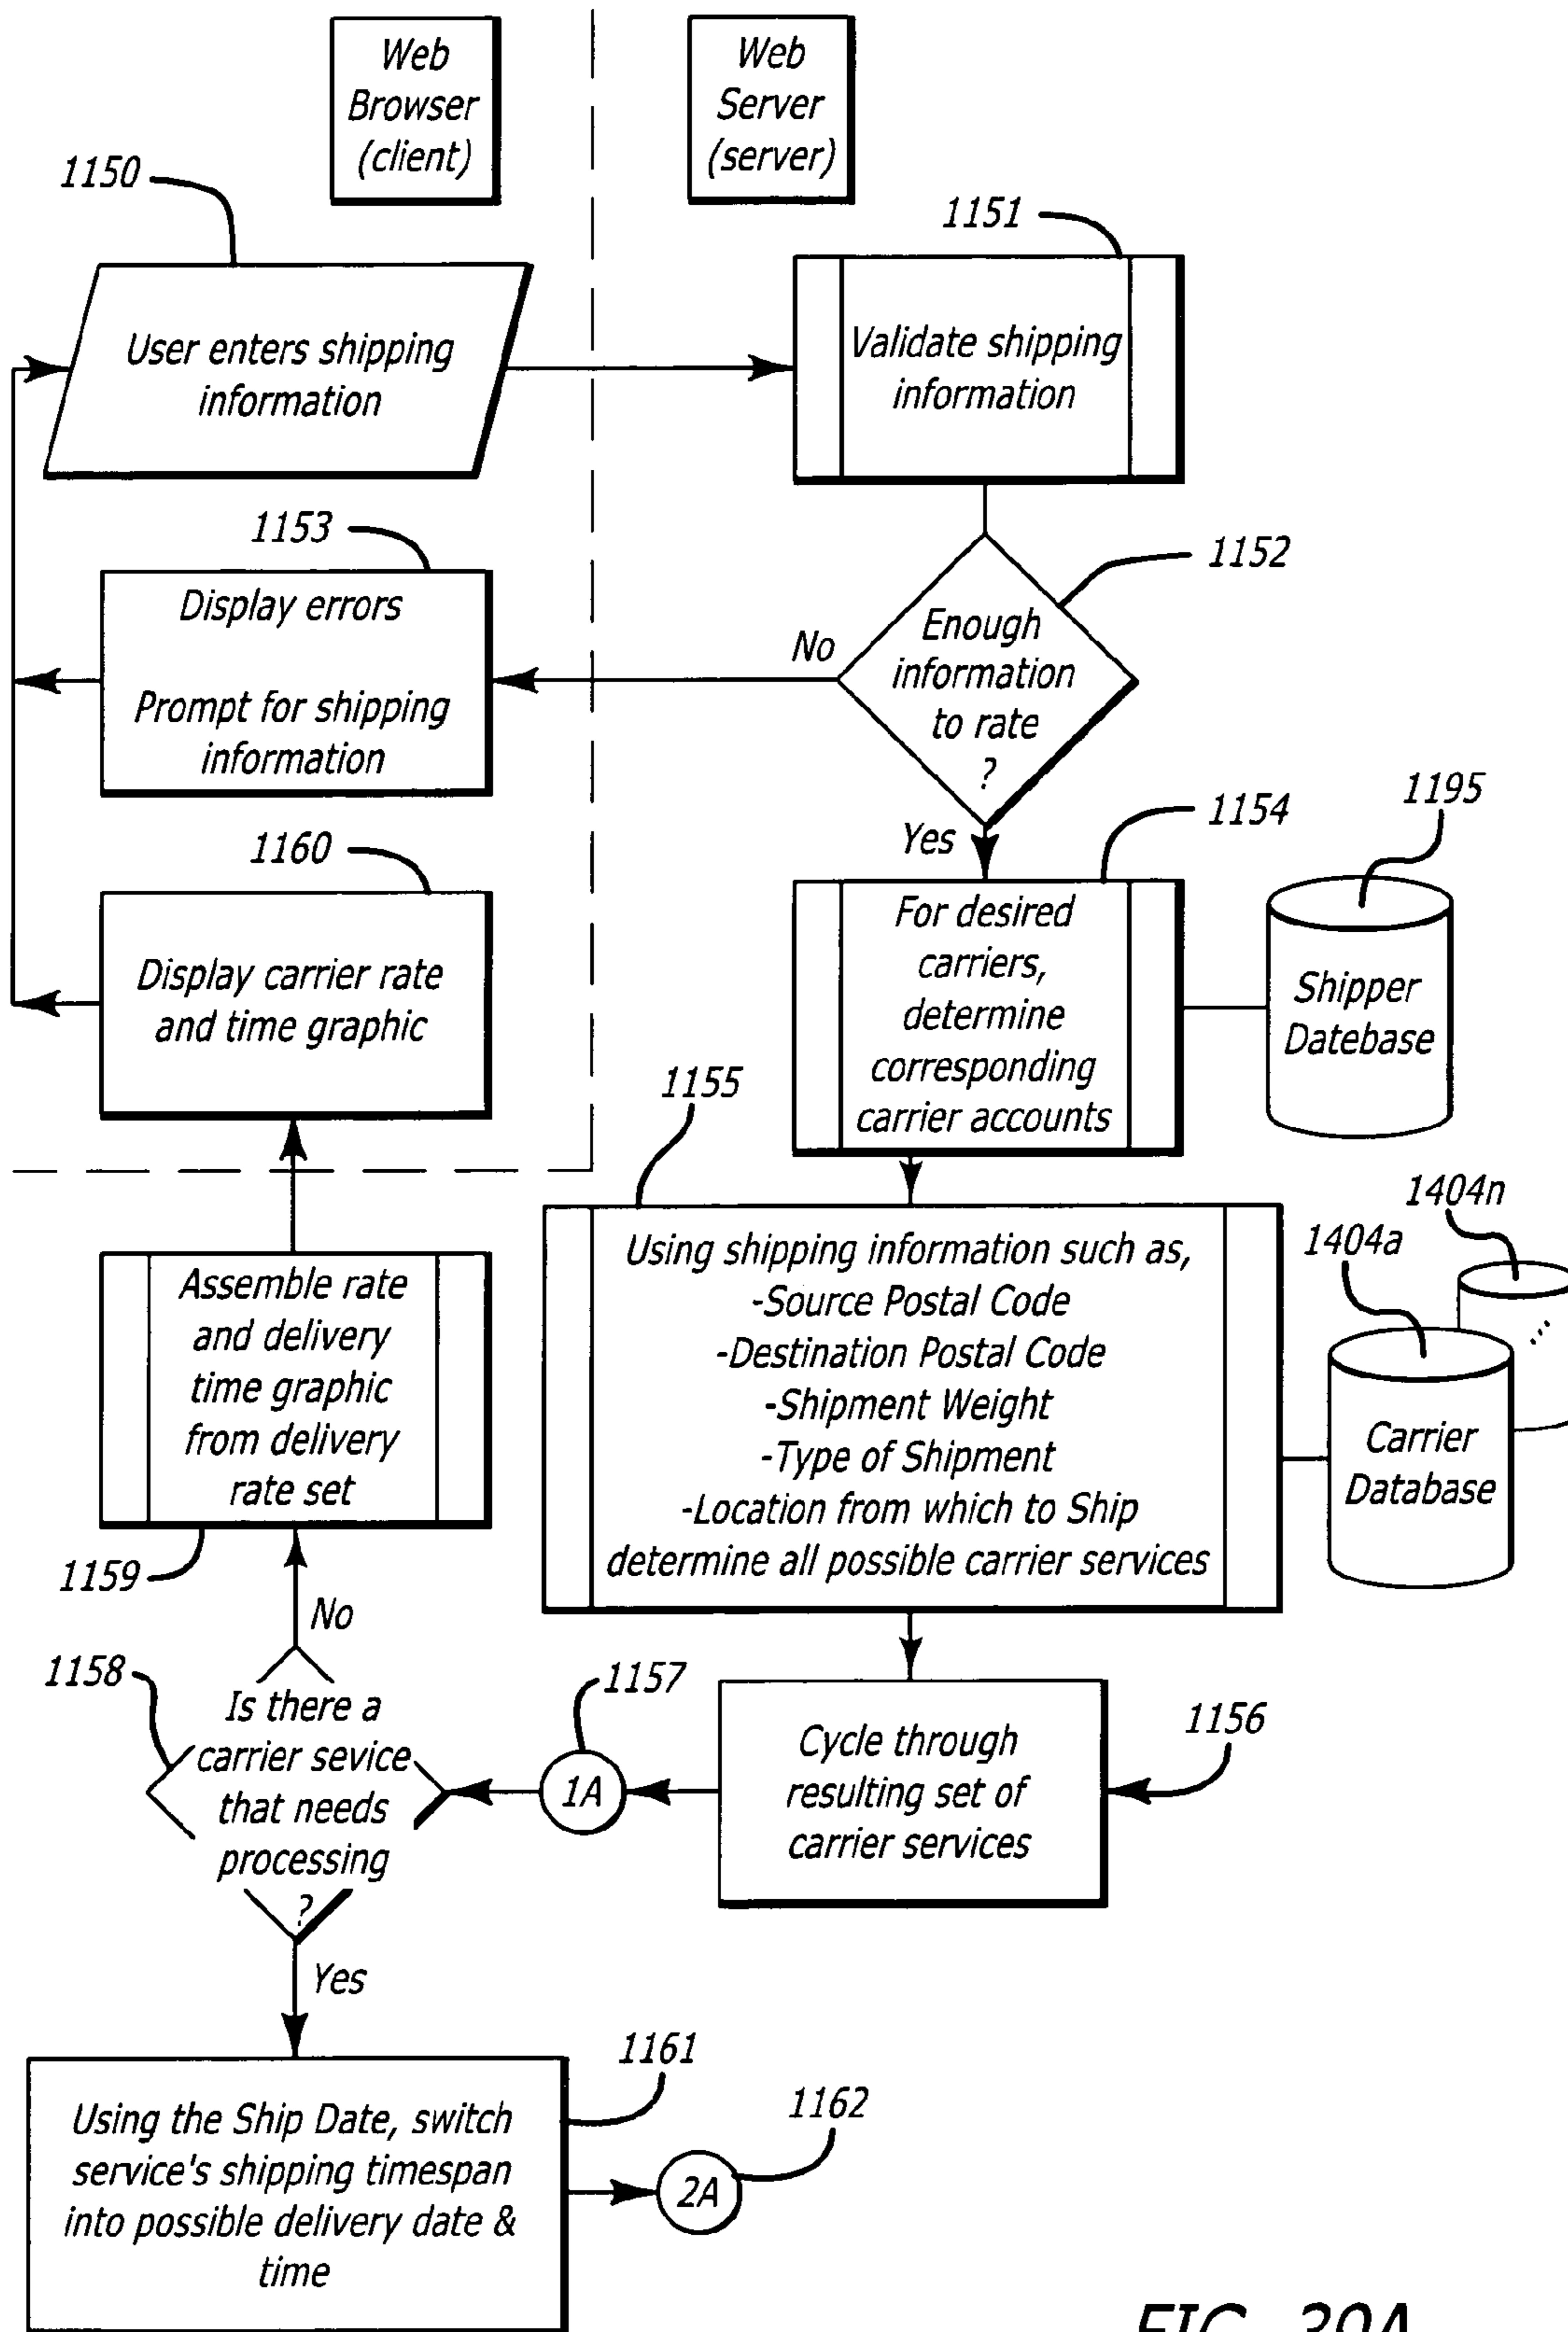 Web
Browser
(client)
Web
Server
(server)
1150
1151
User enters shipping
information
Validate shipping
information
1153
1152
Display errors
Prompt for shipping
information
No
Enough
information
to rate
?
Yes
1154
1195
1160
Display carrier rate
and time graphic
For desired
carriers,
determine
corresponding
carrier accounts
Shipper
Datebase
1155
1404n
1404a
Using shipping information such as,
-Source Postal Code
-Destination Postal Code
-Shipment Weight
-Type of Shipment
-Location from which to Ship
determine all possible carrier services
Carrier
Database
Assemble rate
and delivery
time graphic
from delivery
rate set
1159
No
1158
Is there a
carrier sevice
that needs
processing
?
1157
1A
Cycle through
resulting set of
carrier services
1156
Yes
1161
Using the Ship Date, switch
service's shipping timespan
into possible delivery date &
time
1162
2A
FIG. 39A